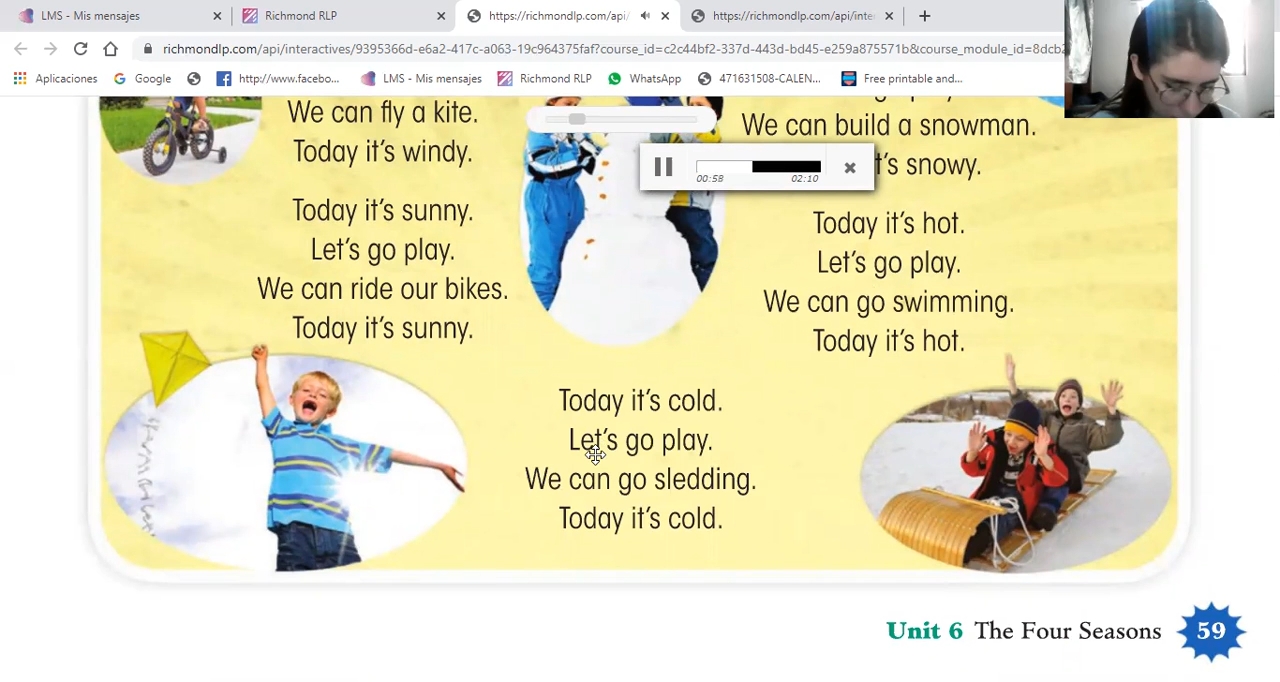 LMS - Mis mensajes
Richmond RLP
https://richmondlp.com/api/
https://richmondlp.com/api/inte
richmondlp.com/api/interactives/9395366d-e6a2-417c-a063-19c964375faf?course_id=c2c44bf2-337d-443d-bd45-e259a875571b&course_module_id=8dcb2
Aplicaciones
Google
http://www.facebo...
LMS - Mis mensajes
Richmond RLP
WhatsApp
471631508-CALEN...
Free printable and...
We can fly a kite.
Today it's windy.
Today it's sunny.
Let's go play.
We can ride our bikes.
Today it's sunny.
We can build a snowman.
t's snowy.
00:58
02:10
Today it's hot.
Let's go play.
We can go swimming.
Today it's hot.
Today it's cold.
Let's go play.
We can go sledding.
Today it's cold.
Unit 6 The Four Seasons
59